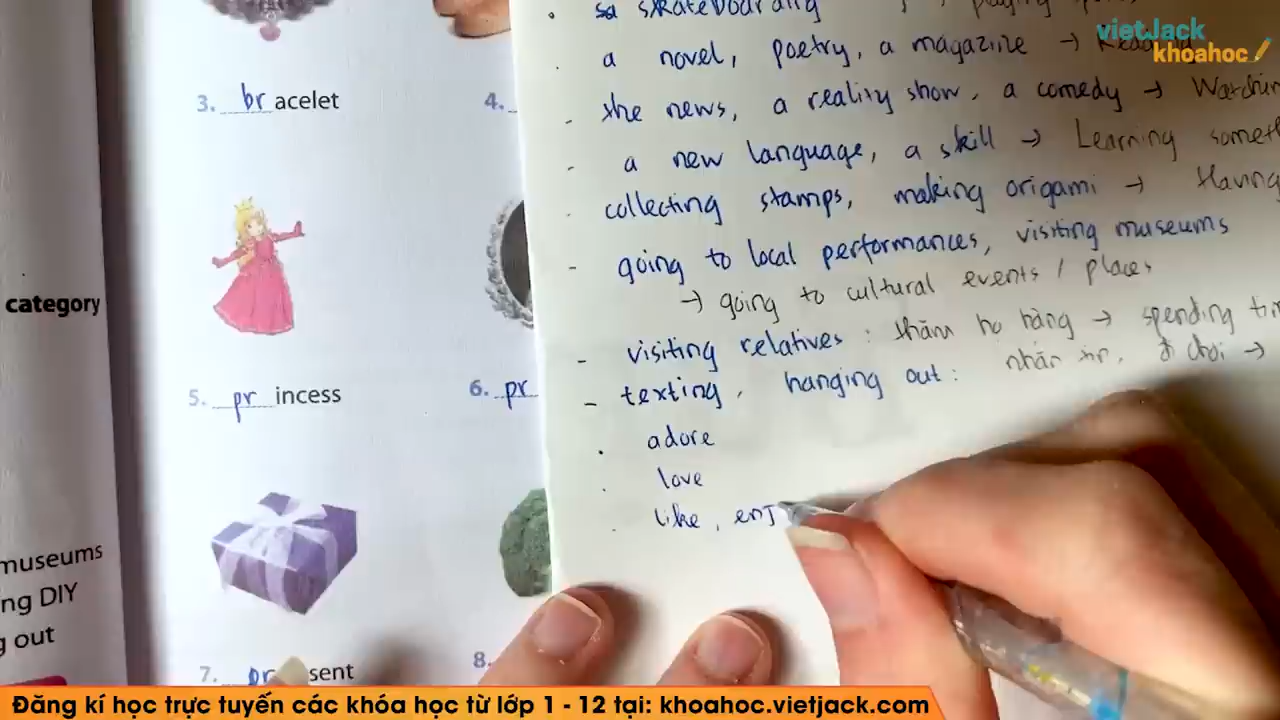 category
museums
ng DIY
g out
3. br acelet
4.
5. pr incess
6. pr
7. pr sent
8.
skateboarding
a novel, poetry, a magazine →
the news, a reality show, a comedy →
a new language, a skill → Learning
collecting stamps, making origami → Having
going to local performances, visiting museums
→ going to cultural events / places
visiting relatives : thăm họ hàng → spending
texting, hanging out : nhắn tin, đi chơi →
adore
love
like, enj
vietJack
khoahoc
Đăng kí học trực tuyến các khóa học từ lớp 1 - 12 tại: khoahoc.vietjack.com